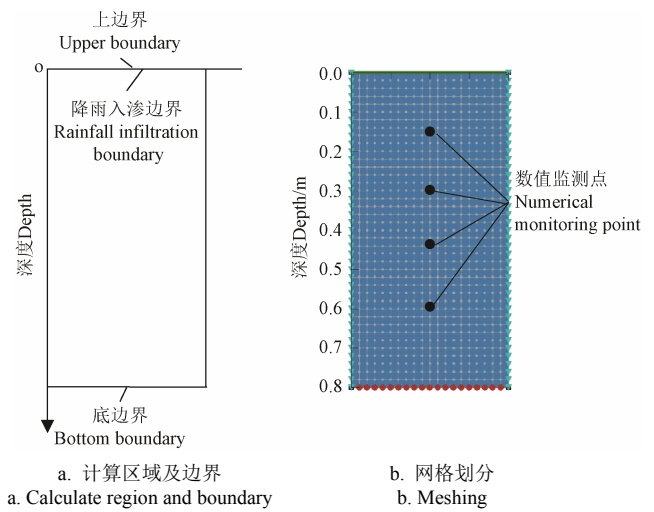 上边界
Upper boundary
o
降雨入渗边界
Rainfall infiltration
boundary
深度Depth
底边界
Bottom boundary
a. 计算区域及边界
a. Calculate region and boundary
0.0
0.1
0.2
0.3
0.4
0.5
0.6
0.7
0.8
深度Depth/m
数值监测点
Numerical
monitoring point
b. 网格划分
b. Meshing